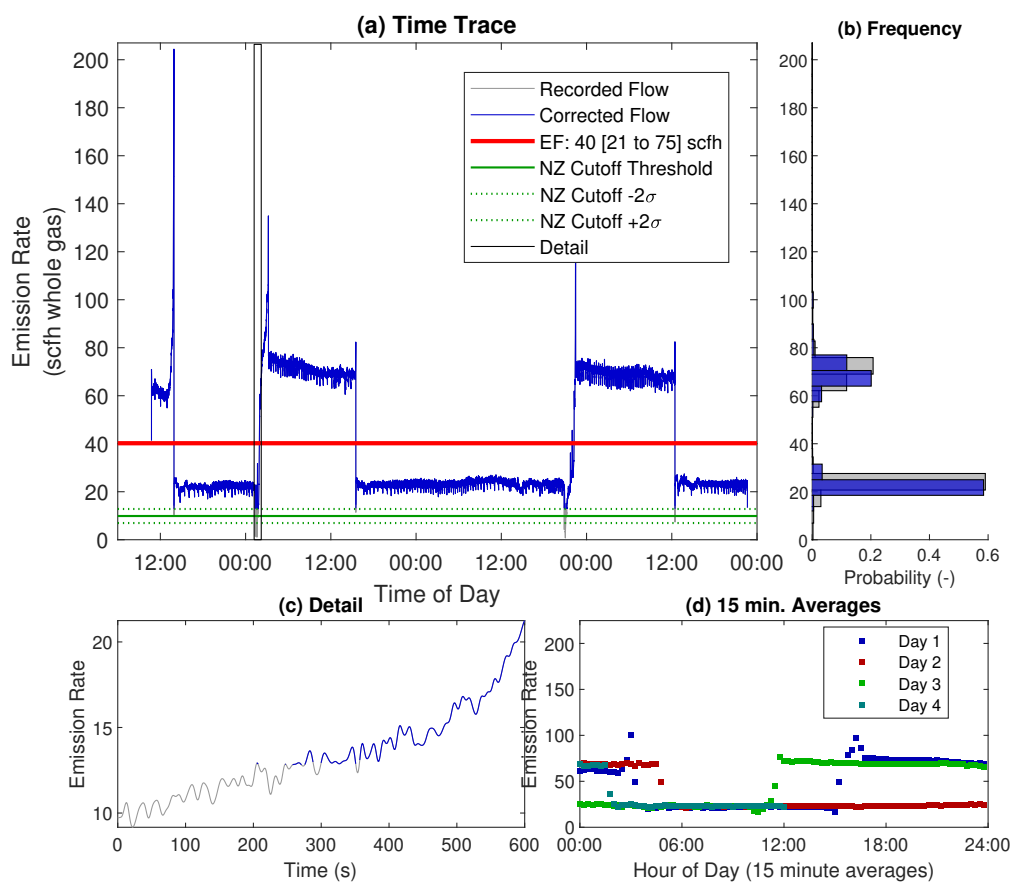 (a) Time Trace
Emission Rate
(scfh whole gas)
200
180
160
140
120
100
80
60
40
20
0
12:00 00:00 12:00 00:00 12:00 00:00 12:00 00:00
Time of Day
Recorded Flow
Corrected Flow
EF: 40 [21 to 75] scfh
NZ Cutoff Threshold
NZ Cutoff -2σ
NZ Cutoff +2σ
Detail
(b) Frequency
200
180
160
140
120
100
80
60
40
20
0
0 0.2 0.4 0.6
Probability (-)
(c) Detail
Emission Rate
20
15
10
0 100 200 300 400 500 600
Time (s)
(d) 15 min. Averages
Emission Rate
200
150
100
50
0
00:00 06:00 12:00 18:00 24:00
Hour of Day (15 minute averages)
Day 1
Day 2
Day 3
Day 4